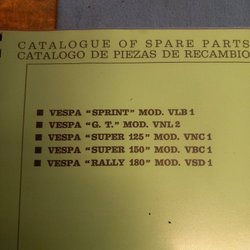 CATALOGUE OF SPARE PARTS
CATALOGO DE PIEZAS DE RECAMBIO
VESPA "SPRINT" MOD. VLB 1
VESPA "G. T." MOD. VNL 2
VESPA "SUPER 125" MOD. VNC 1
VESPA "SUPER 150" MOD. VBC 1
VESPA "RALLY 180" MOD. VSD 1